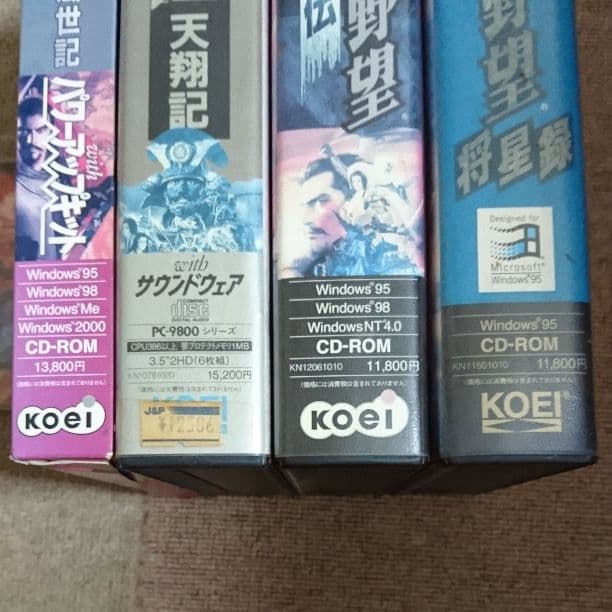 世記
with
パワーアップキット
Windows®95
Windows®98
Windows®Me
Windows®2000
CD-ROM
13,800円
(価格には消費税は含まれておりません)
KOEI
天翔記
with
サウンドウェア
COMPACT
disc
DIGITAL AUDIO
PC-9800 シリーズ
CPU386以上 要プロテクトメモリ1MB
3.5"2HD(6枚組)
KN10781020 15,200円
(価格には消費税は含まれておりません)
KOEI
J&P
¥12306
伝
野望
Windows®95
Windows®98
WindowsNT®4.0
CD-ROM
KN12061010 11,800円
(価格には消費税は含まれておりません)
KOEI
野望®
将星録
Designed for
Microsoft®
Windows®95
Windows®95
CD-ROM
KN11501010 11,800円
(価格には消費税は含まれておりません)
KOEI®